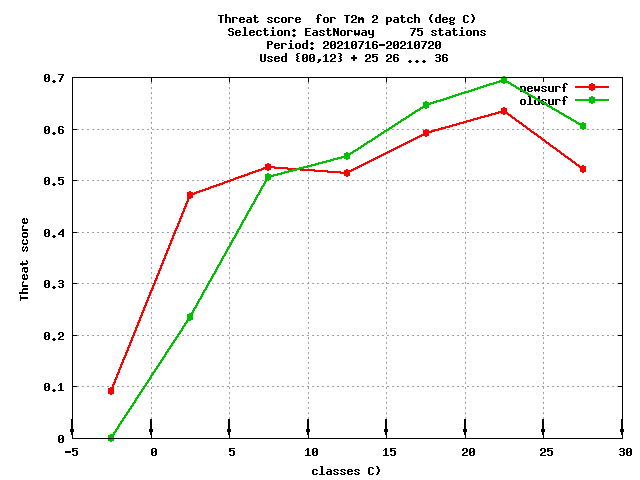 Threat score  for T2m 2 patch (deg C)
Selection: EastNorway     75 stations
Period: 20210716-20210720
Used {00,12} + 25 26 ... 36
newsurf
oldsurf
0.7
0.6
0.5
0.4
0.3
0.2
0.1
0
Threat score
-5 0 5 10 15 20 25 30
classes C)